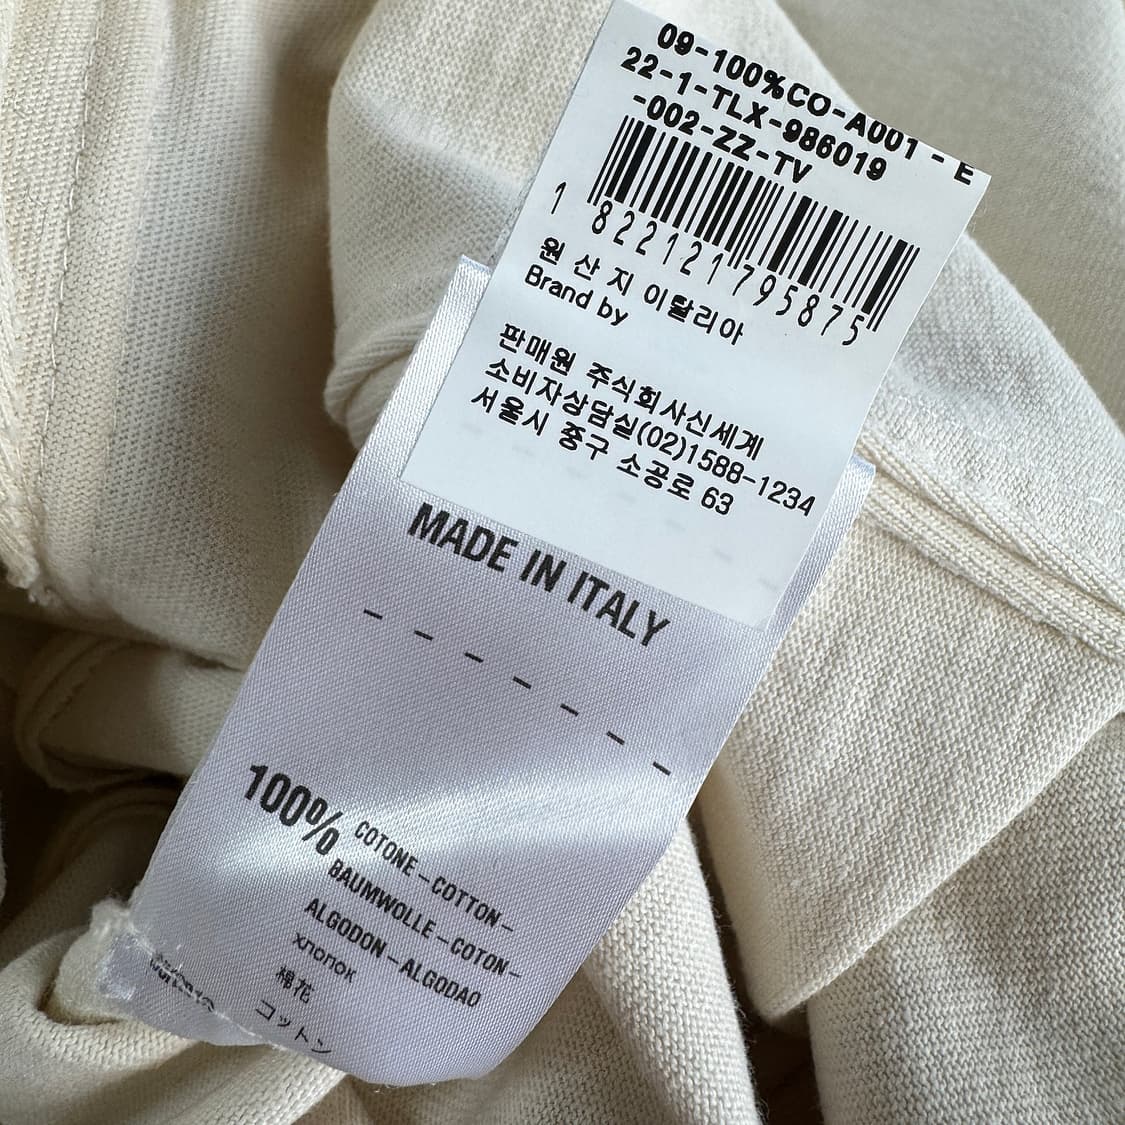 09-100%CO-A001 - E
22-1-TLX-986019
-002-ZZ-TV
1 822121795875
원 산 지 이탈리아
Brand by
판매원 주식회사신세계
소비자상담실(02)1588-1234
서울시 중구 소공로 63
MADE IN ITALY
100% COTONE-COTTON-
BAUMWOLLE-COTON-
ALGODON-ALGODAO
хлопок
棉花
コットン